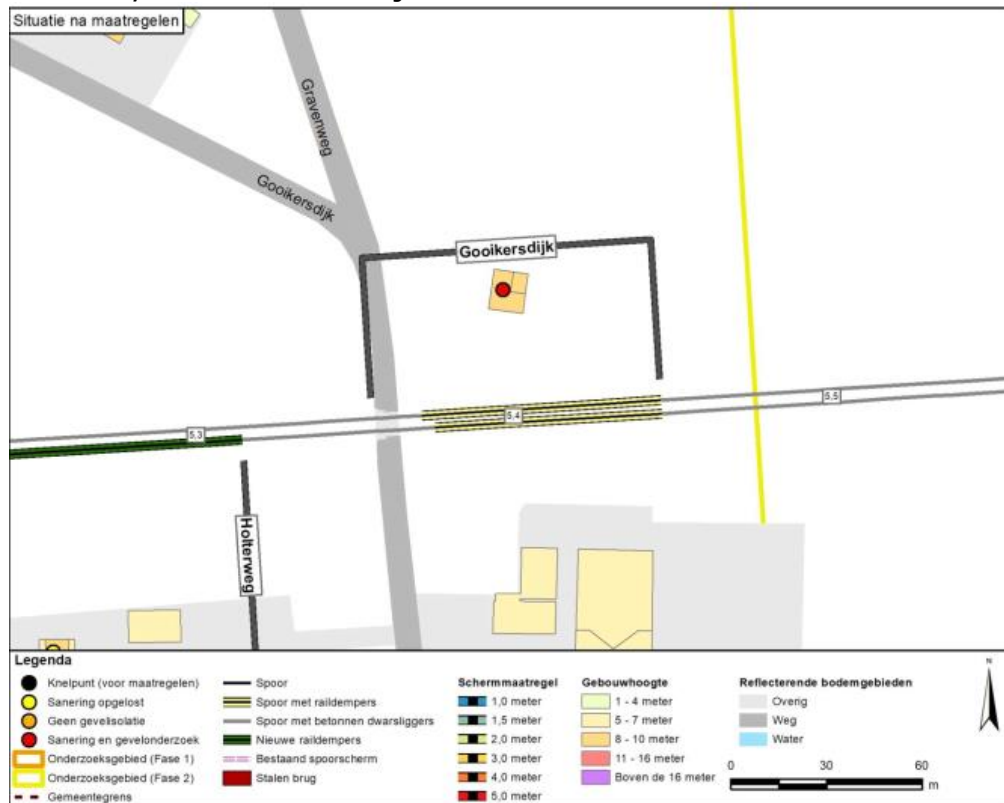 Situatie na maatregelen
Gravenweg
Gooikersdijk
Gooikersdijk
5,3
5,4
5,5
Holterweg
Legenda
Knelpunt (voor maatregelen)
Sanering opgelost
Geen gevelisolatie
Sanering en gevelonderzoek
Onderzoeksgebied (Fase 1)
Onderzoeksgebied (Fase 2)
Gemeentegrens
Spoor
Spoor met raildempers
Spoor met betonnen dwarsliggers
Nieuwe raildempers
Bestaand spoorscherm
Stalen brug
Schermmaatregel
1,0 meter
1,5 meter
2,0 meter
3,0 meter
4,0 meter
5,0 meter
Gebouwhoogte
1 - 4 meter
5 - 7 meter
8 - 10 meter
11 - 16 meter
Boven de 16 meter
Reflecterende bodemgebieden
Overig
Weg
Water
N
0 30 60
m